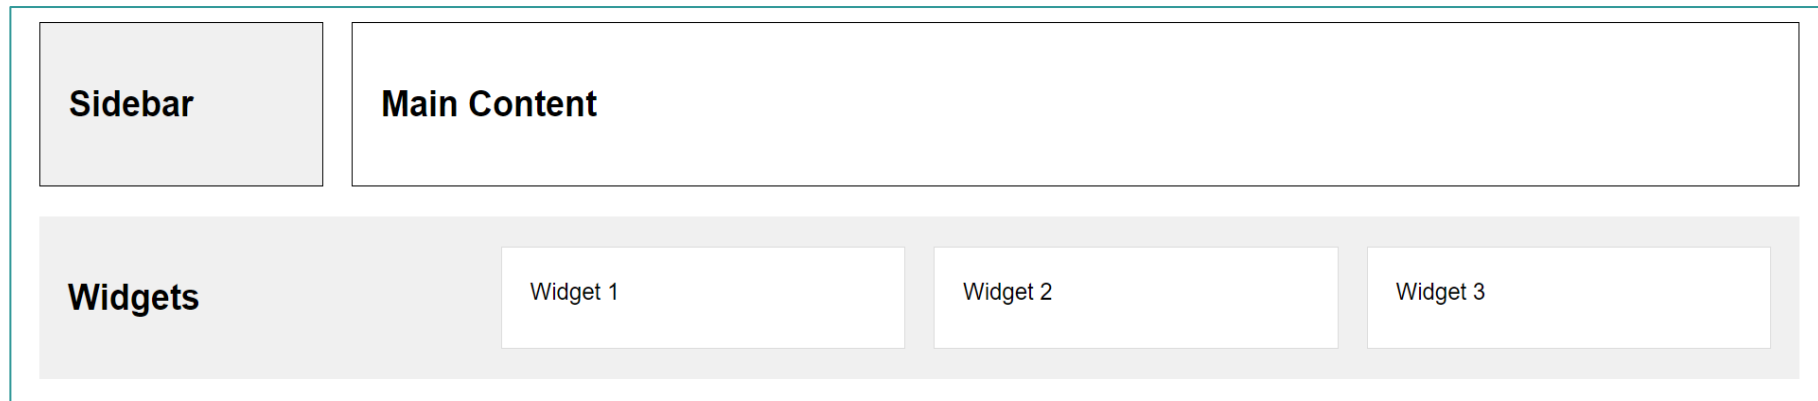 Sidebar
Main Content
Widgets
Widget 1
Widget 2
Widget 3